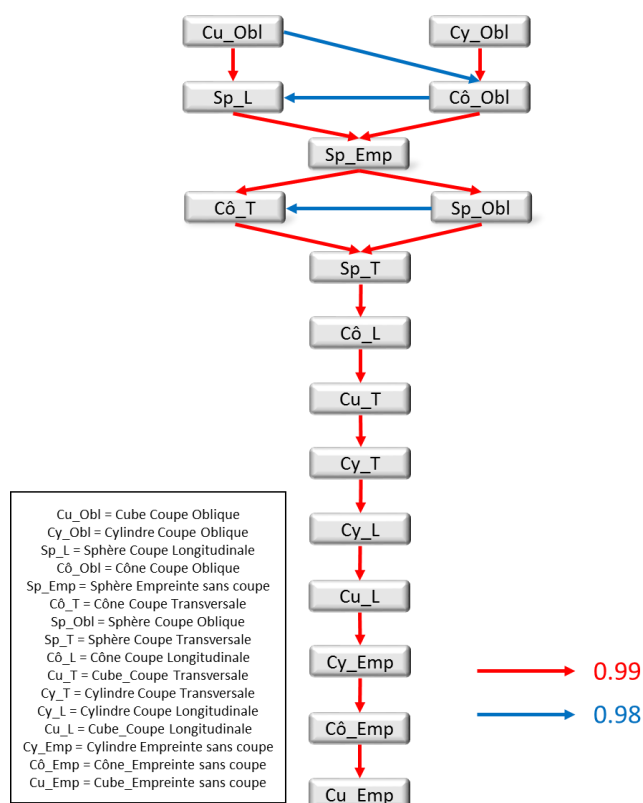 Cu_Obl
Cy_Obl
Sp_L
Cô_Obl
Sp_Emp
Cô_T
Sp_Obl
Sp_T
Cô_L
Cu_T
Cy_T
Cy_L
Cu_L
Cy_Emp
Cô_Emp
Cu_Emp
Cu_Obl = Cube Coupe Oblique
Cy_Obl = Cylindre Coupe Oblique
Sp_L = Sphère Coupe Longitudinale
Cô_Obl = Cône Coupe Oblique
Sp_Emp = Sphère Empreinte sans coupe
Cô_T = Cône Coupe Transversale
Sp_Obl = Sphère Coupe Oblique
Sp_T = Sphère Coupe Transversale
Cô_L = Cône Coupe Longitudinale
Cu_T = Cube_Coupe Transversale
Cy_T = Cylindre Coupe Transversale
Cy_L = Cylindre Coupe Longitudinale
Cu_L = Cube_Coupe Longitudinale
Cy_Emp = Cylindre Empreinte sans coupe
Cô_Emp = Cône_Empreinte sans coupe
Cu_Emp = Cube_Empreinte sans coupe
0.99
0.98